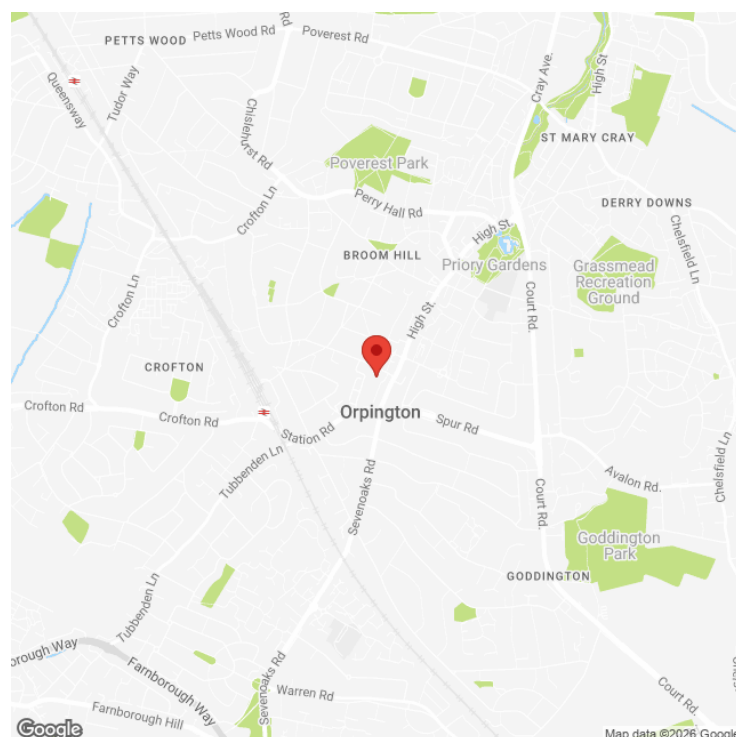 Petts Wood Rd
Rd
Poverest Rd
PETTS WOOD
Queensway
Tudor Way
Cray Ave.
High St
Chislehurst Rd
ST MARY CRAY
Poverest Park
Crofton Ln
Perry Hall Rd
DERRY DOWNS
High St.
Chelsfield Ln
BROOM HILL
Priory Gardens
Grassmead
Recreation
Ground
Crofton Ln
High St.
Court Rd.
CROFTON
Crofton Rd
Crofton Rd
Station Rd
Orpington
Spur Rd
Tubbenden Ln
Sevenoaks Rd
Avalon Rd.
Chelsfield Ln
Court Rd.
Goddington
Park
GODDINGTON
Tubbenden Ln
orough Way
Farnborough Way
Sevenoaks Rd
Warren Rd
Court Rd.
Chels
Farnborough Hill
Google
Map data ©2026 Google